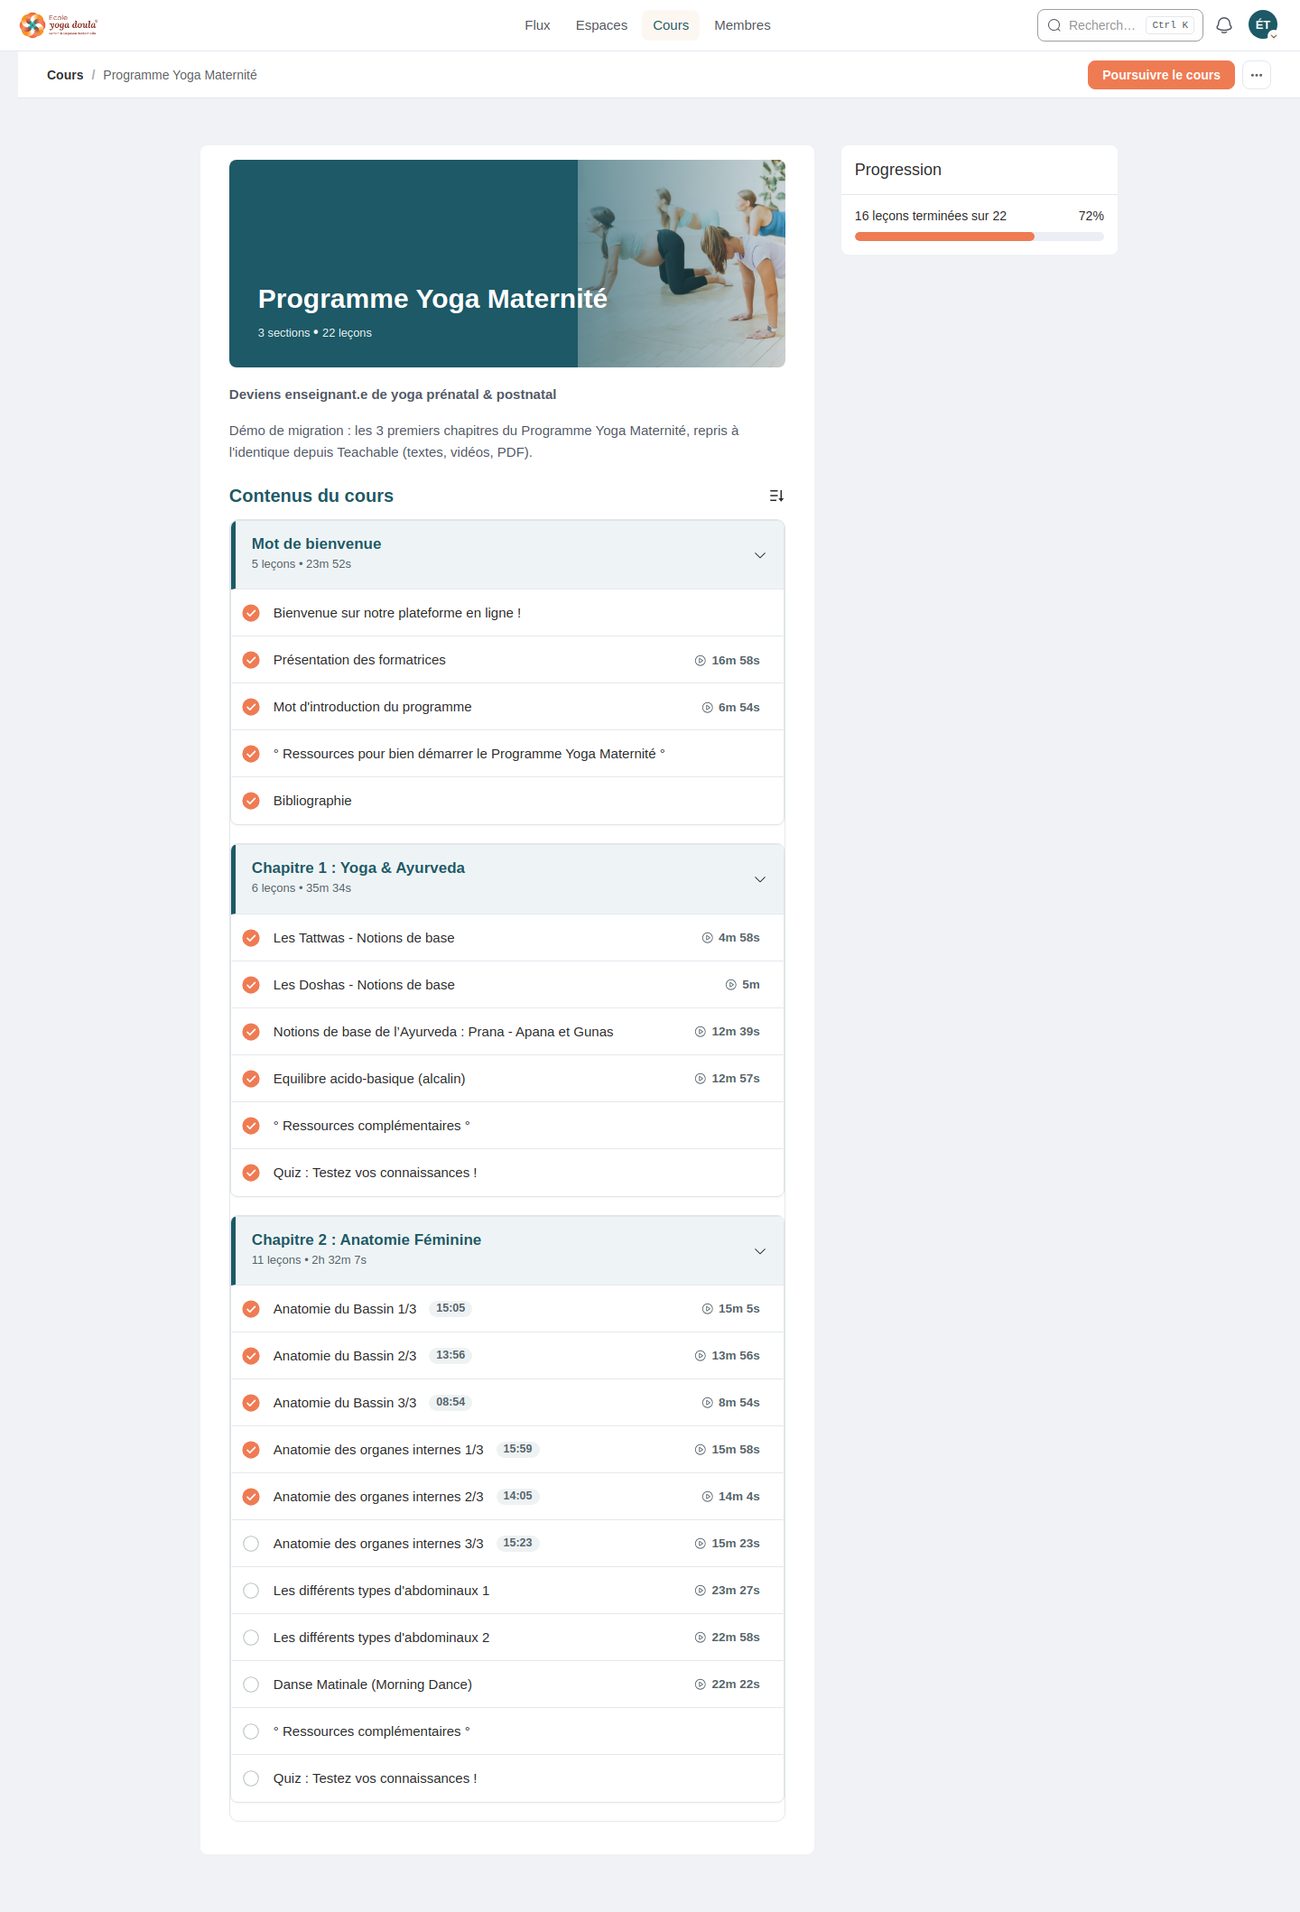 Ecole
yoga doula
Flux
Espaces
Cours
Membres
Recherch…
Ctrl K
ÉT
Cours / Programme Yoga Maternité
Poursuivre le cours
Programme Yoga Maternité
3 sections • 22 leçons
Progression
16 leçons terminées sur 22
72%
Deviens enseignant.e de yoga prénatal & postnatal
Démo de migration : les 3 premiers chapitres du Programme Yoga Maternité, repris à
l'identique depuis Teachable (textes, vidéos, PDF).
Contenus du cours
Mot de bienvenue
5 leçons • 23m 52s
Bienvenue sur notre plateforme en ligne !
Présentation des formatrices 16m 58s
Mot d'introduction du programme 6m 54s
° Ressources pour bien démarrer le Programme Yoga Maternité °
Bibliographie
Chapitre 1 : Yoga & Ayurveda
6 leçons • 35m 34s
Les Tattwas - Notions de base 4m 58s
Les Doshas - Notions de base 5m
Notions de base de l’Ayurveda : Prana - Apana et Gunas 12m 39s
Equilibre acido-basique (alcalin) 12m 57s
° Ressources complémentaires °
Quiz : Testez vos connaissances !
Chapitre 2 : Anatomie Féminine
11 leçons • 2h 32m 7s
Anatomie du Bassin 1/3 15:05 15m 5s
Anatomie du Bassin 2/3 13:56 13m 56s
Anatomie du Bassin 3/3 08:54 8m 54s
Anatomie des organes internes 1/3 15:59 15m 58s
Anatomie des organes internes 2/3 14:05 14m 4s
Anatomie des organes internes 3/3 15:23 15m 23s
Les différents types d'abdominaux 1 23m 27s
Les différents types d'abdominaux 2 22m 58s
Danse Matinale (Morning Dance) 22m 22s
° Ressources complémentaires °
Quiz : Testez vos connaissances !